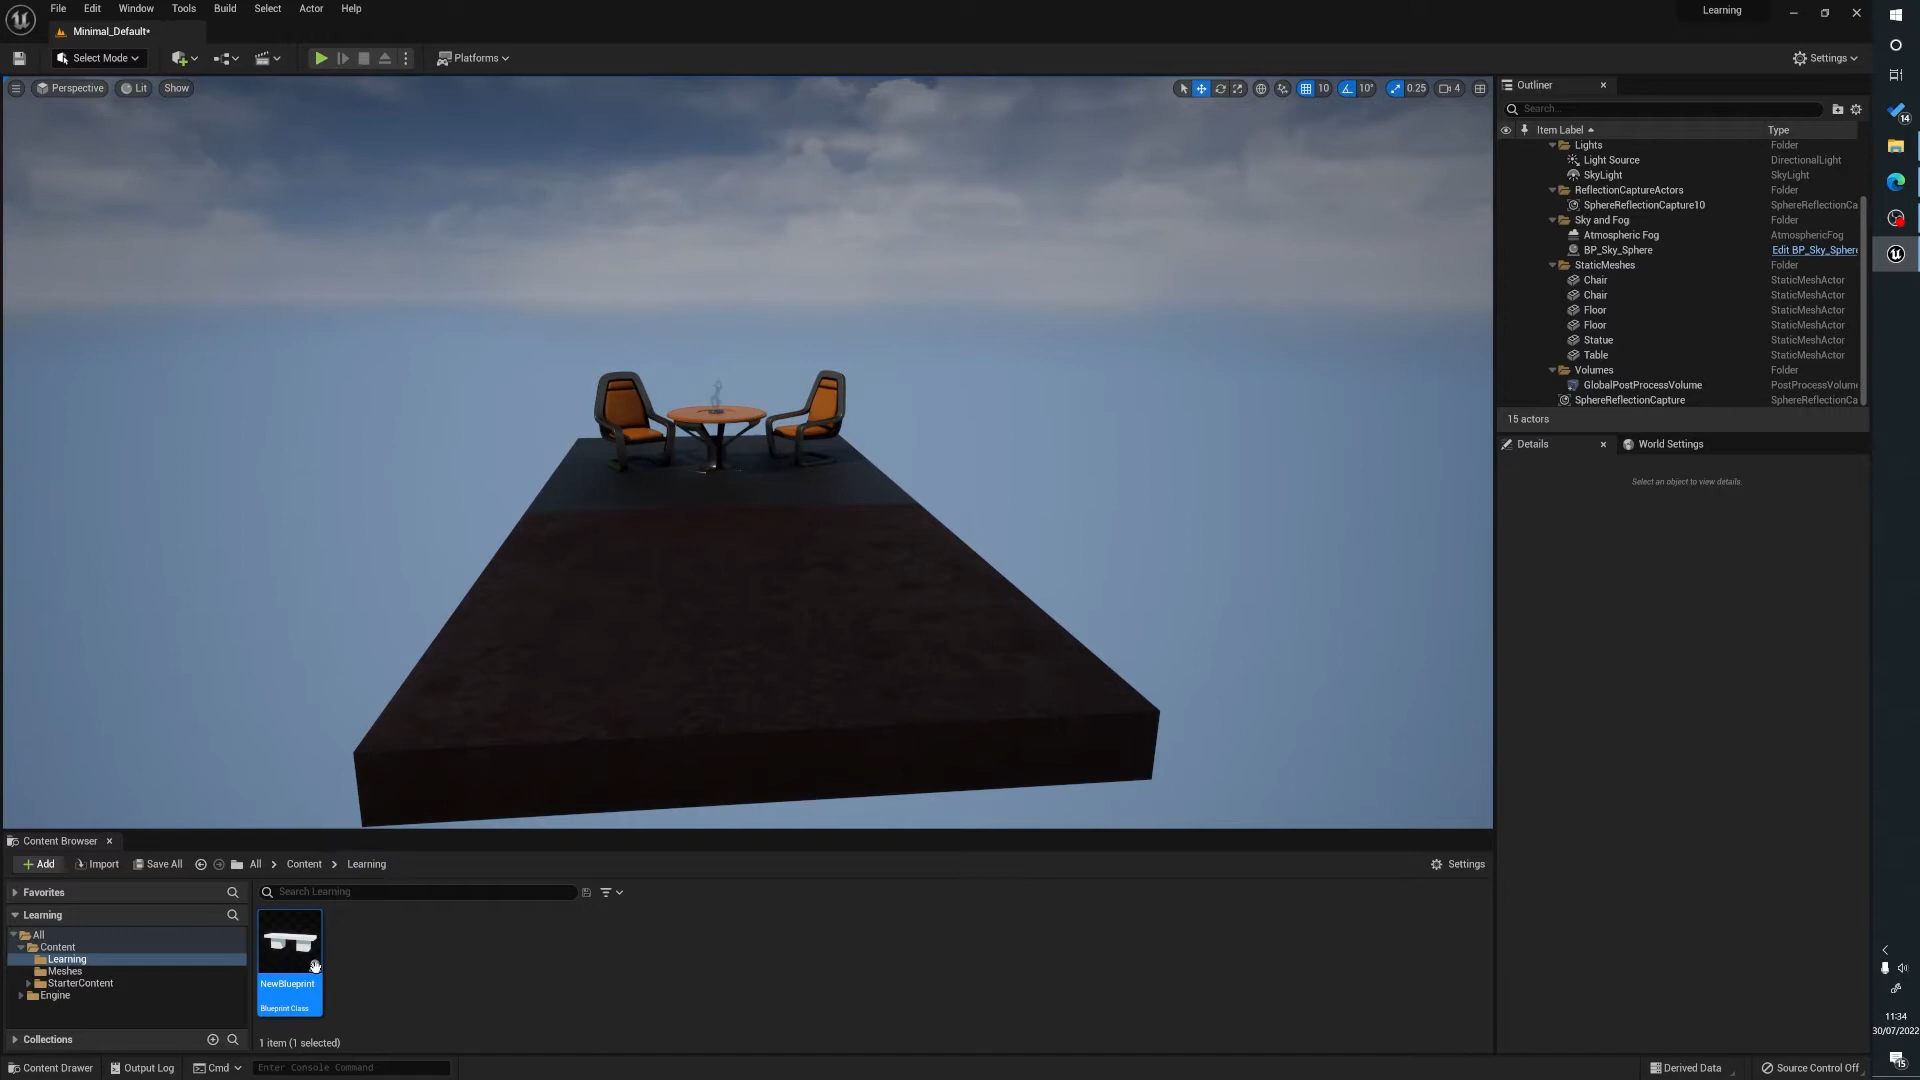 File Edit Window Tools Build Select Actor Help
Learning
Minimal_Default*
Select Mode
Platforms
Settings
Perspective
Lit
Show
10
10°
0.25
4
Outliner
Search...
Item Label
Type
Lights
Folder
Light Source
DirectionalLight
SkyLight
SkyLight
ReflectionCaptureActors
Folder
SphereReflectionCapture10
SphereReflectionCa
Sky and Fog
Folder
Atmospheric Fog
AtmosphericFog
BP_Sky_Sphere
Edit BP_Sky_Sphere
StaticMeshes
Folder
Chair
StaticMeshActor
Chair
StaticMeshActor
Floor
StaticMeshActor
Floor
StaticMeshActor
Statue
StaticMeshActor
Table
StaticMeshActor
Volumes
Folder
GlobalPostProcessVolume
PostProcessVolum
SphereReflectionCapture
SphereReflectionCa
15 actors
Details
World Settings
Select an object to view details.
Content Browser
Add
Import
Save All
All
Content
Learning
Settings
Favorites
Search Learning
Learning
All
Content
Learning
Meshes
StarterContent
Engine
NewBlueprint
Blueprint Class
Collections
1 item (1 selected)
Content Drawer
Output Log
Cmd
Enter Console Command
Derived Data
Source Control Off
14
11:34
30/07/2022
15